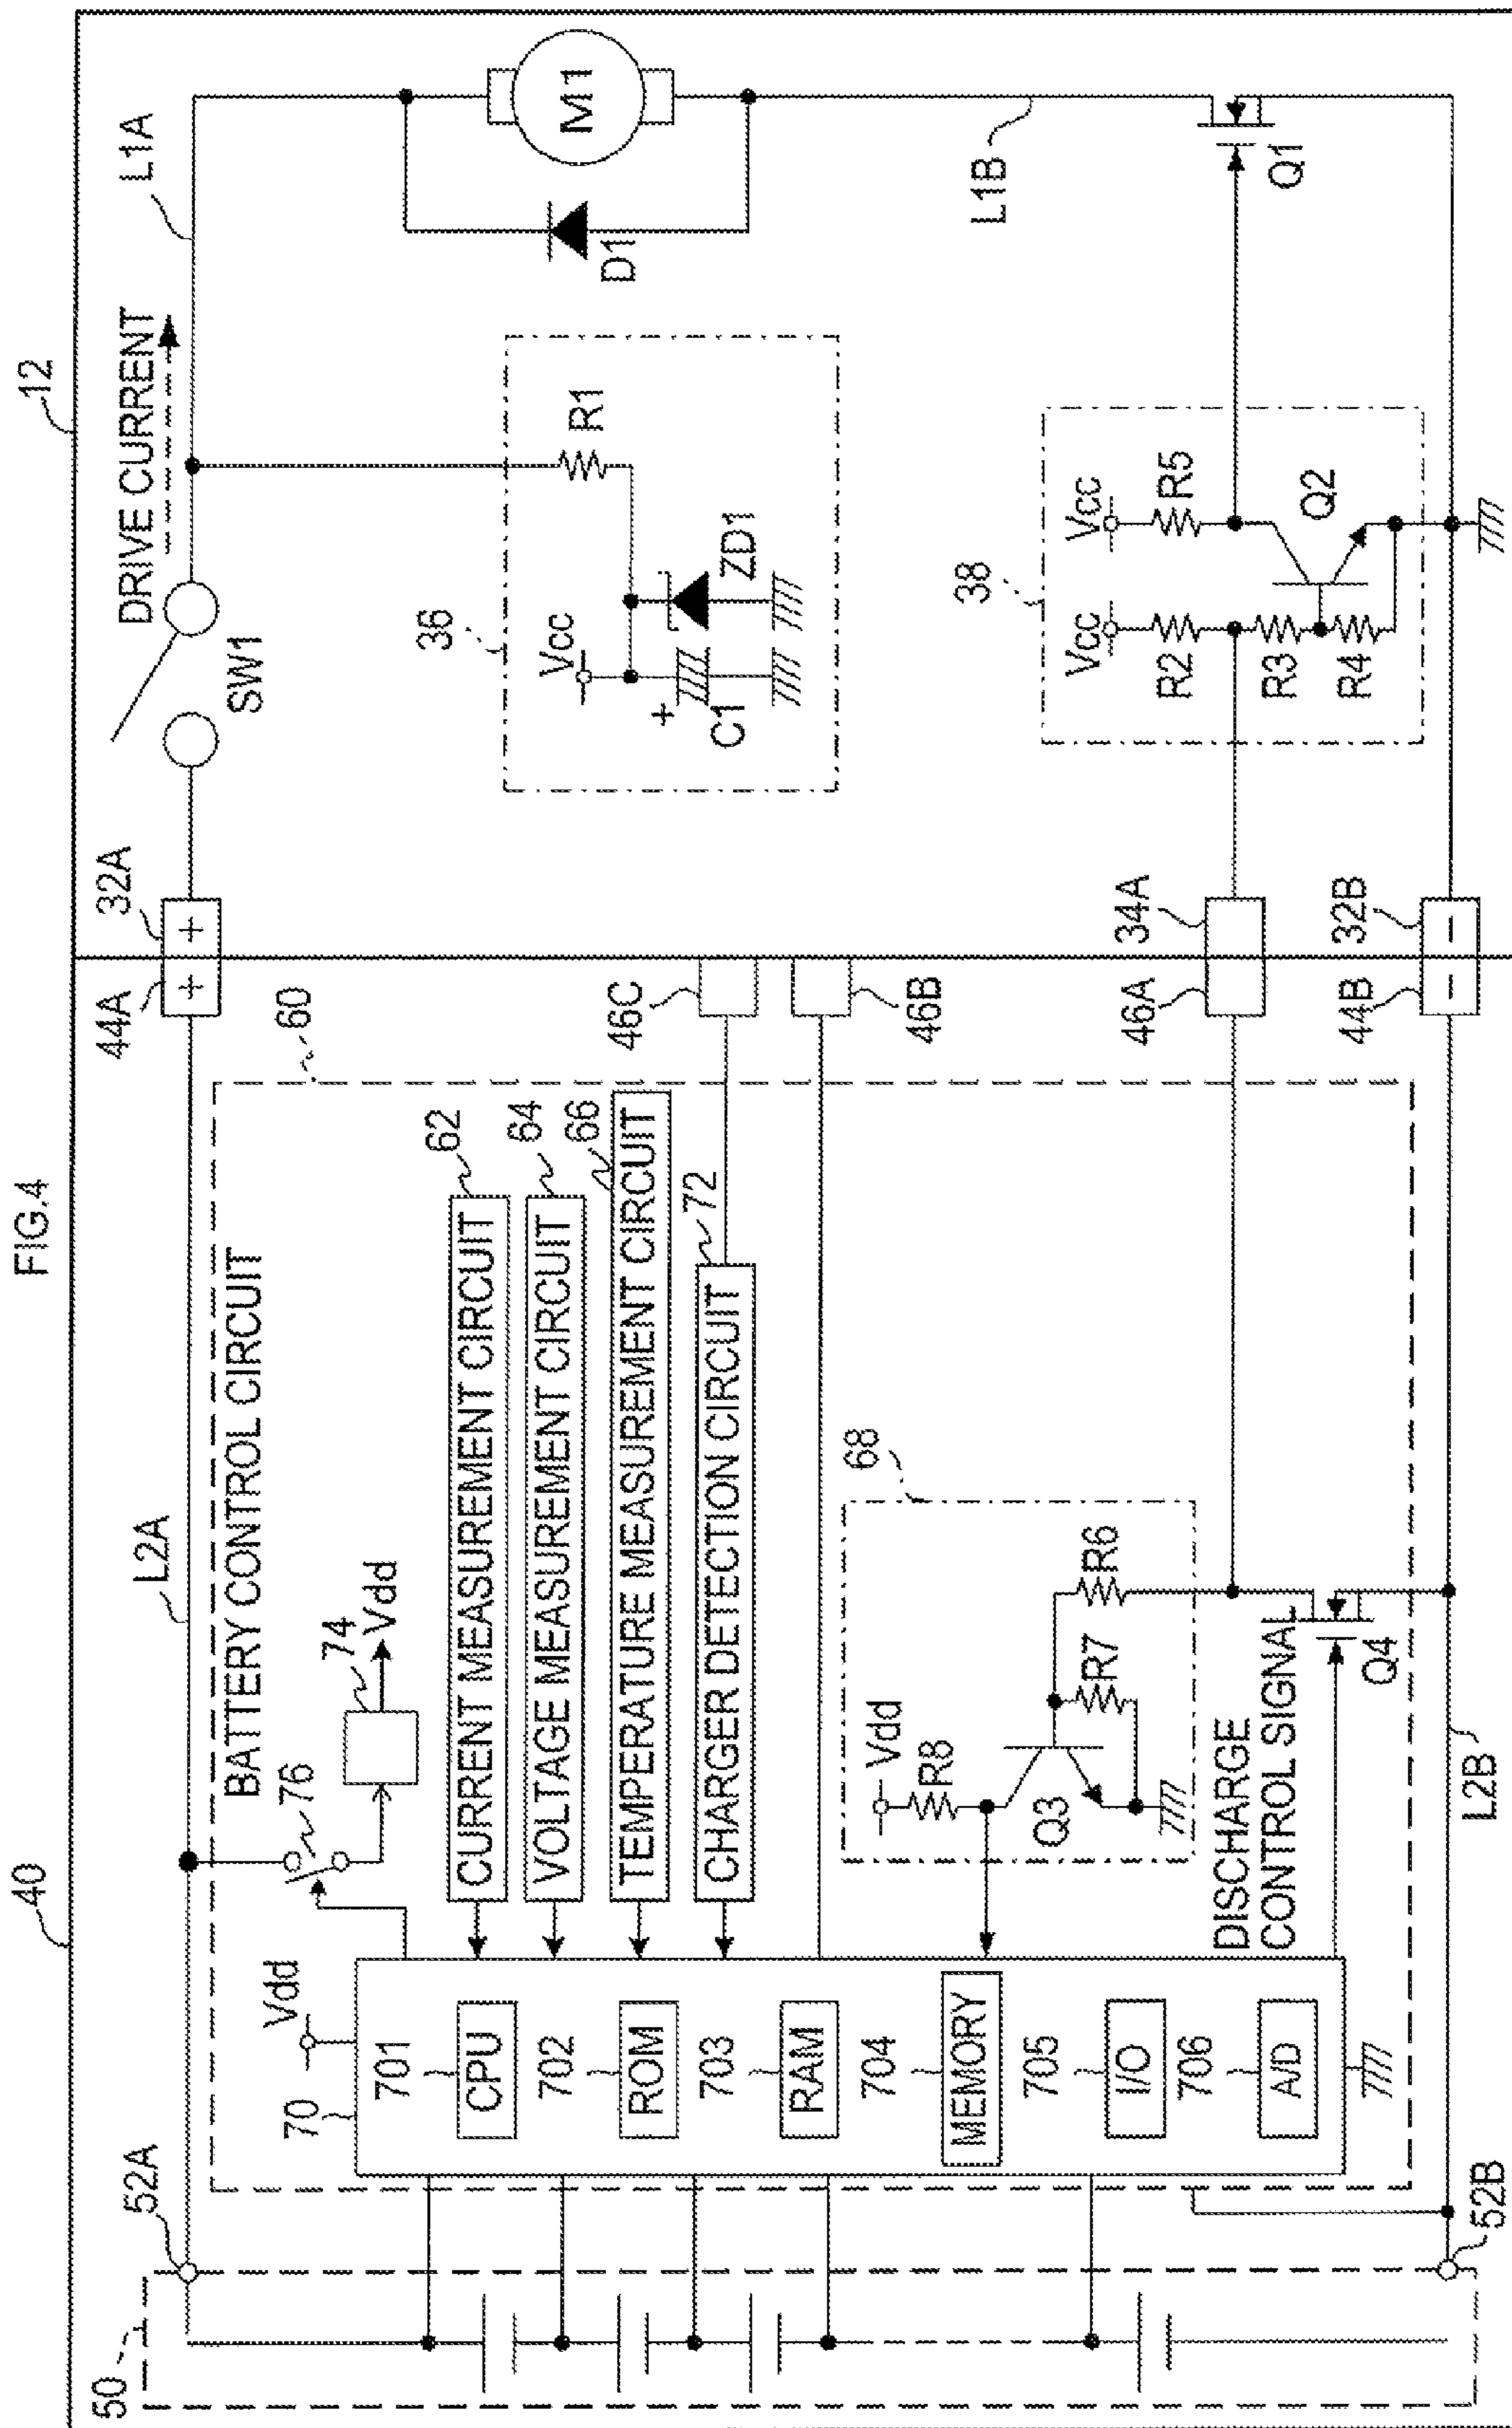 FIG.4
40
12
50
52A
L2A
44A
32A
+
+
SW1
DRIVE CURRENT
L1A
60
BATTERY CONTROL CIRCUIT
76
74
Vdd
Vdd
70
701
CPU
702
ROM
703
RAM
704
MEMORY
705
I/O
706
A/D
CURRENT MEASUREMENT CIRCUIT
62
VOLTAGE MEASUREMENT CIRCUIT
64
TEMPERATURE MEASUREMENT CIRCUIT
66
CHARGER DETECTION CIRCUIT
72
46C
46B
36
Vcc
+
C1
ZD1
R1
D1
M1
L1B
68
Vdd
R8
Q3
R7
R6
DISCHARGE
CONTROL SIGNAL
Q4
46A
34A
38
Vcc
R2
R3
R4
Vcc
R5
Q2
Q1
52B
L2B
44B
32B
-
-